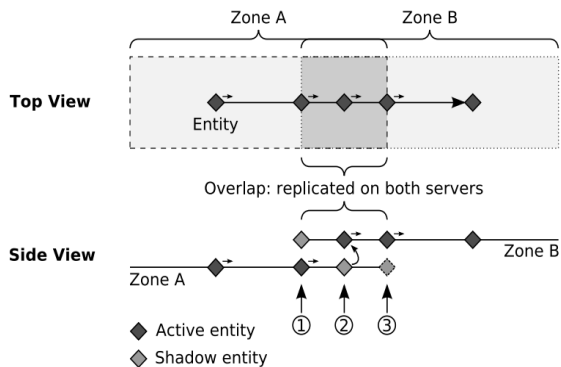 Zone A
Zone B
Top View
Entity
Overlap: replicated on both servers
Side View
Zone B
Zone A
① ② ③
Active entity
Shadow entity